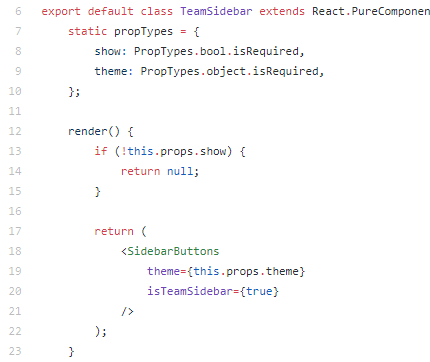 6 export default class TeamSidebar extends React.PureComponen
7 static propTypes = {
8 show: PropTypes.bool.isRequired,
9 theme: PropTypes.object.isRequired,
10 };
11
12 render() {
13 if (!this.props.show) {
14 return null;
15 }
16
17 return (
18 <SidebarButtons
19 theme={this.props.theme}
20 isTeamSidebar={true}
21 />
22 );
23 }